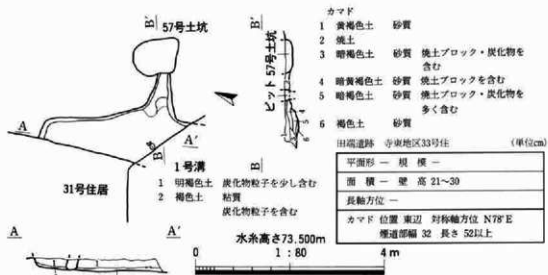 カマド
1 黄褐色土 砂質
2 焼土
3 暗褐色土 砂質 焼土ブロック・炭化物を
含む
4 暗黄褐色土 砂質 焼土ブロックを含む
5 暗褐色土 砂質 焼土ブロック・炭化物を
多く含む
6 褐色土 砂質
B′
57号土坑
B′
ピット 57号土坑
4
5
6
A
A′
B
B
31号住居
1号溝
1 明褐色土 炭化物粒子を少し含む
2 褐色土 粘質
炭化物粒子を含む
田端遺跡 寺東地区33号住 (単位cm)
平面形 ー 規模 ー
面積 ー 壁高 21~30
長軸方位 ー
カマド 位置 東辺 対称軸方位 N78°E
煙道部幅 32 長さ 52以上
A
A′
水糸高さ73.500m
0 1:80 4 m